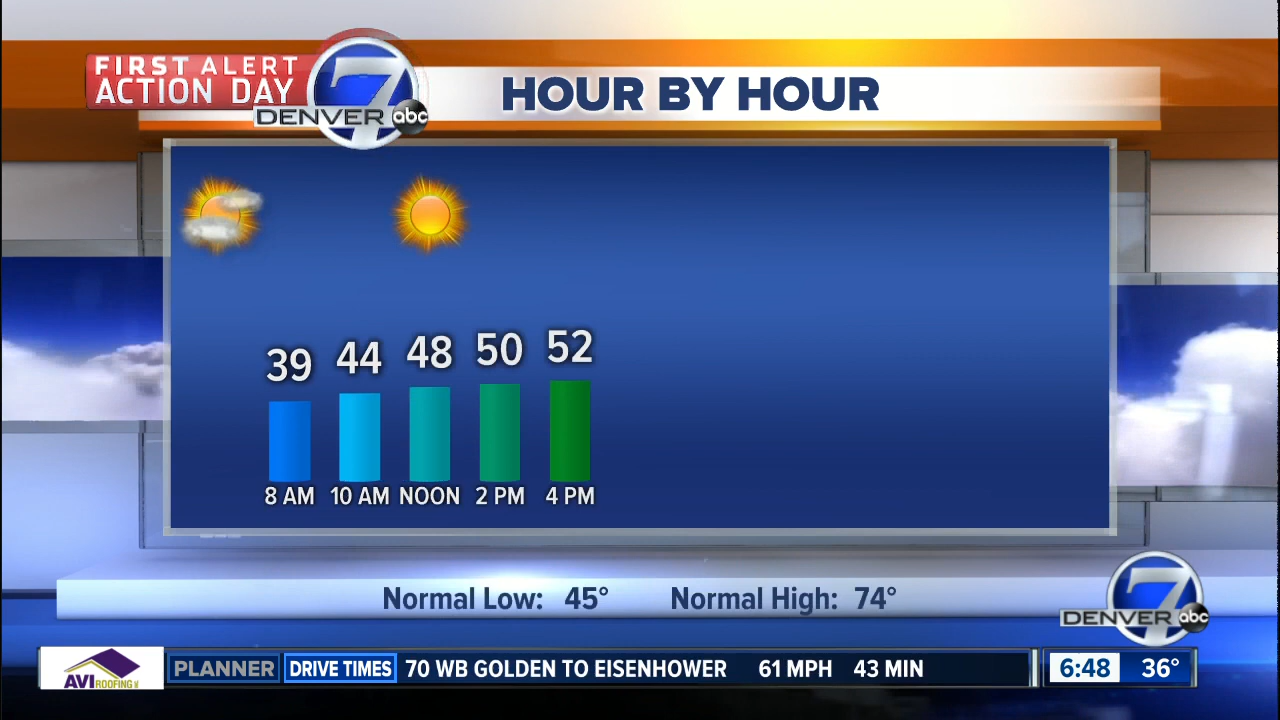 FIRST ALERT
ACTION DAY
7
DENVER abc
HOUR BY HOUR
39 44 48 50 52
8 AM 10 AM NOON 2 PM 4 PM
Normal Low: 45° Normal High: 74°
7
DENVER abc
AVI ROOFING
PLANNER DRIVE TIMES 70 WB GOLDEN TO EISENHOWER 61 MPH 43 MIN 6:48 36°